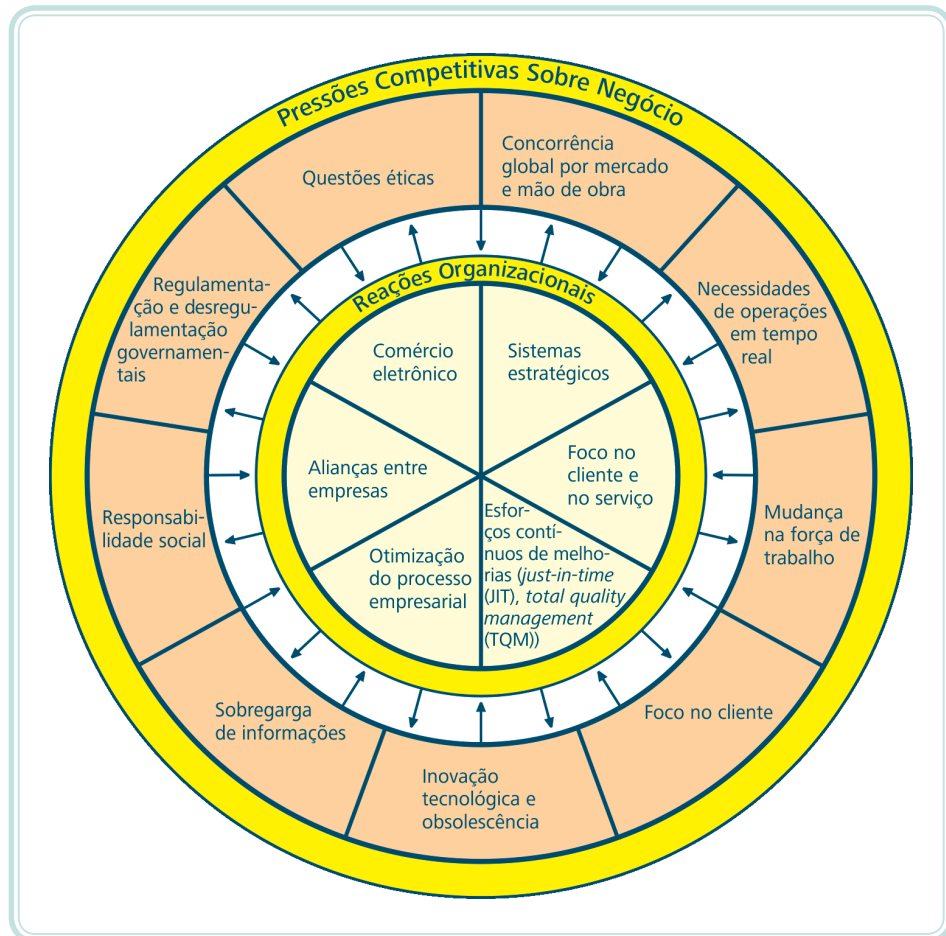 Pressões Competitivas Sobre Negócio
Questões éticas
Concorrência
global por mercado
e mão de obra
Necessidades
de operações
em tempo
real
Mudança
na força de
trabalho
Foco no cliente
Inovação
tecnológica e
obsolescência
Sobregarga
de informações
Responsabi-
lidade social
Regulamenta-
ção e desregu-
lamentação
governamen-
tais
Reações Organizacionais
Comércio
eletrônico
Sistemas
estratégicos
Foco no
cliente e
no serviço
Esfor-
ços contí-
nuos de melho-
rias (just-in-time
(JIT), total quality
management
(TQM))
Otimização
do processo
empresarial
Alianças entre
empresas